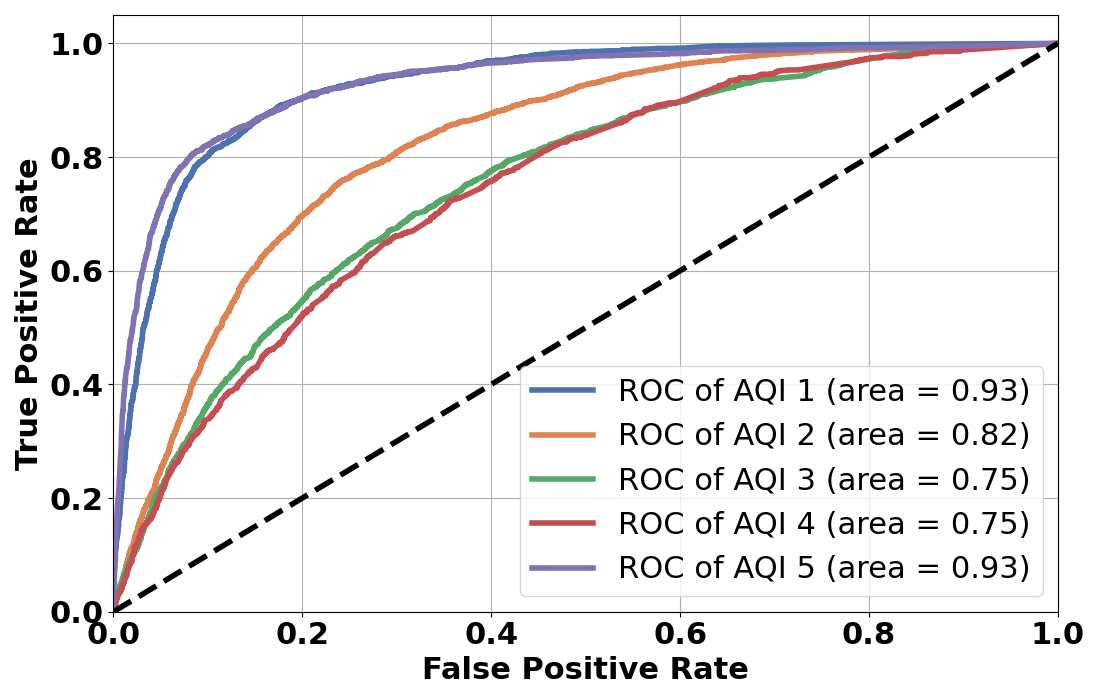 1.0
0.8
0.6
0.4
0.2
0.0
True Positive Rate
ROC of AQI 1 (area = 0.93)
ROC of AQI 2 (area = 0.82)
ROC of AQI 3 (area = 0.75)
ROC of AQI 4 (area = 0.75)
ROC of AQI 5 (area = 0.93)
0.0 0.2 0.4 0.6 0.8 1.0
False Positive Rate